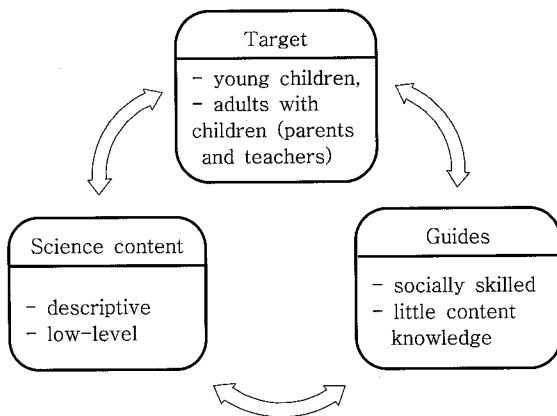 Target
- young children,
- adults with
children (parents
and teachers)
Science content
- descriptive
- low-level
Guides
- socially skilled
- little content
knowledge